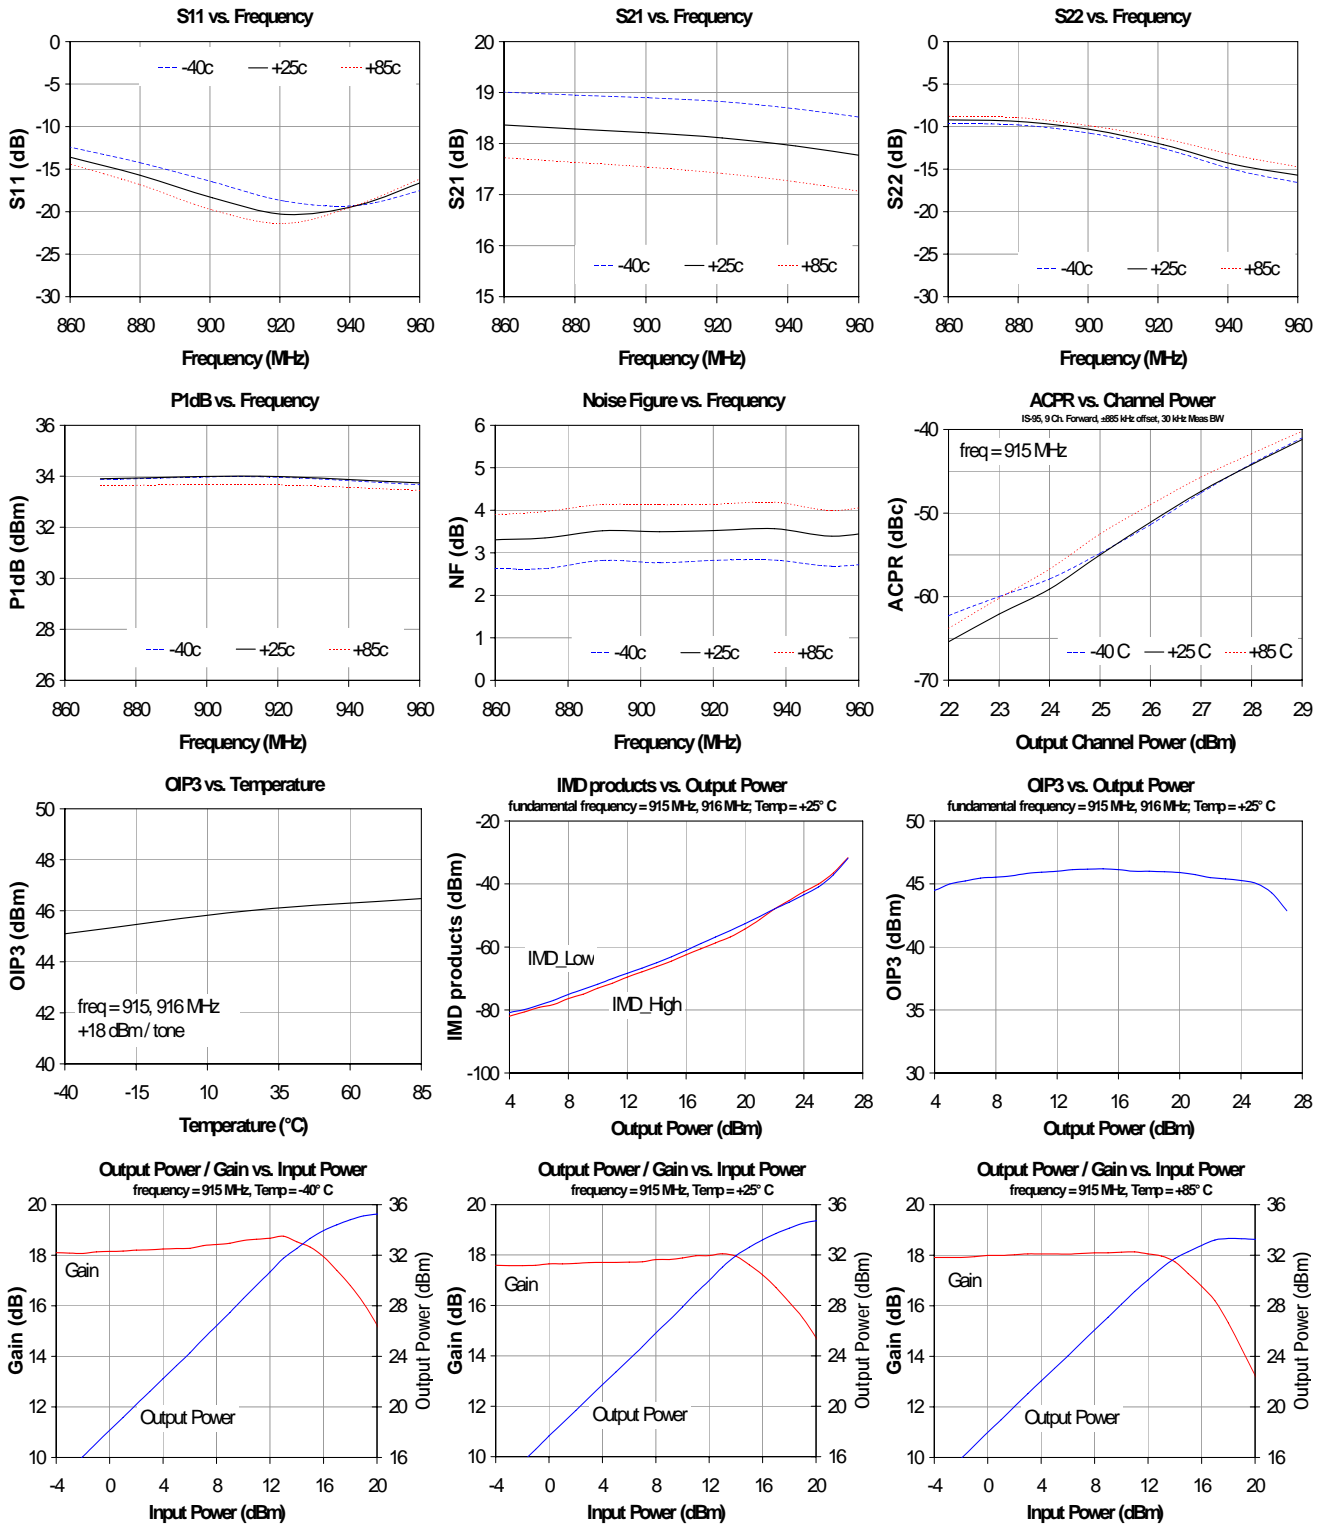 S11 vs. Frequency
0
-5
-10
-15
-20
-25
-30
S11 (dB)
-40c +25c +85c
860 880 900 920 940 960
Frequency (MHz)
S21 vs. Frequency
20
19
18
17
16
15
S21 (dB)
-40c +25c +85c
860 880 900 920 940 960
Frequency (MHz)
S22 vs. Frequency
0
-5
-10
-15
-20
-25
-30
S22 (dB)
-40c +25c +85c
860 880 900 920 940 960
Frequency (MHz)
P1dB vs. Frequency
36
34
32
30
28
26
P1dB (dBm)
-40c +25c +85c
860 880 900 920 940 960
Frequency (MHz)
Noise Figure vs. Frequency
6
5
4
3
2
1
0
NF (dB)
-40c +25c +85c
860 880 900 920 940 960
Frequency (MHz)
ACPR vs. Channel Power
IS-95, 9 Ch. Forward, ±885 kHz offset, 30 kHz Meas BW
-40
-50
-60
-70
ACPR (dBc)
freq = 915 MHz
-40 C +25 C +85 C
22 23 24 25 26 27 28 29
Output Channel Power (dBm)
OIP3 vs. Temperature
50
48
46
44
42
40
OIP3 (dBm)
freq = 915, 916 MHz
+18 dBm / tone
-40 -15 10 35 60 85
Temperature (°C)
IMD products vs. Output Power
fundamental frequency = 915 MHz, 916 MHz; Temp = +25° C
-20
-40
-60
-80
-100
IMD products (dBm)
IMD_Low
IMD_High
4 8 12 16 20 24 28
Output Power (dBm)
OIP3 vs. Output Power
fundamental frequency = 915 MHz, 916 MHz; Temp = +25° C
50
45
40
35
30
OIP3 (dBm)
4 8 12 16 20 24 28
Output Power (dBm)
Output Power / Gain vs. Input Power
frequency = 915 MHz, Temp = -40° C
20
18
16
14
12
10
Gain (dB)
Gain
Output Power
36
32
28
24
20
16
Output Power (dBm)
-4 0 4 8 12 16 20
Input Power (dBm)
Output Power / Gain vs. Input Power
frequency = 915 MHz, Temp = +25° C
20
18
16
14
12
10
Gain (dB)
Gain
Output Power
36
32
28
24
20
16
Output Power (dBm)
-4 0 4 8 12 16 20
Input Power (dBm)
Output Power / Gain vs. Input Power
frequency = 915 MHz, Temp = +85° C
20
18
16
14
12
10
Gain (dB)
Gain
Output Power
36
32
28
24
20
16
Output Power (dBm)
-4 0 4 8 12 16 20
Input Power (dBm)